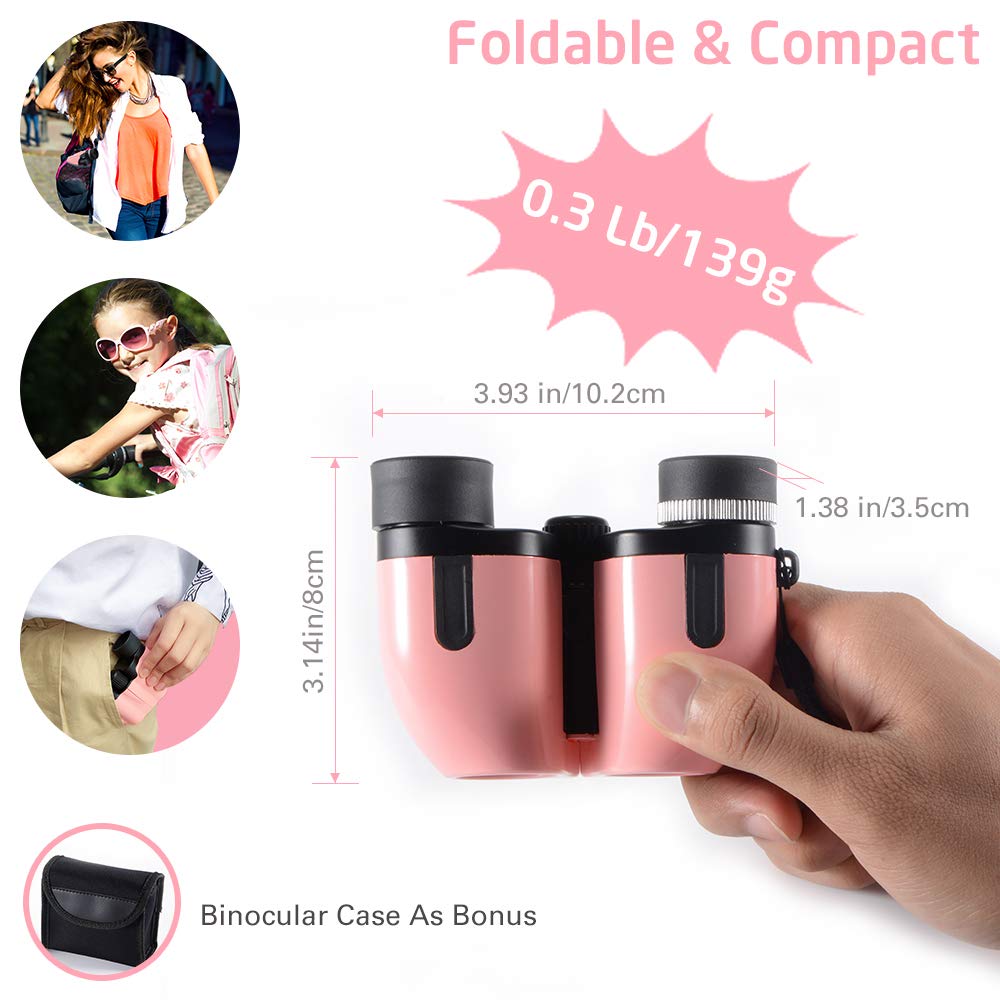 Foldable & Compact
0.3 Lb/139g
3.93 in/10.2cm
1.38 in/3.5cm
3.14in/8cm
Binocular Case As Bonus